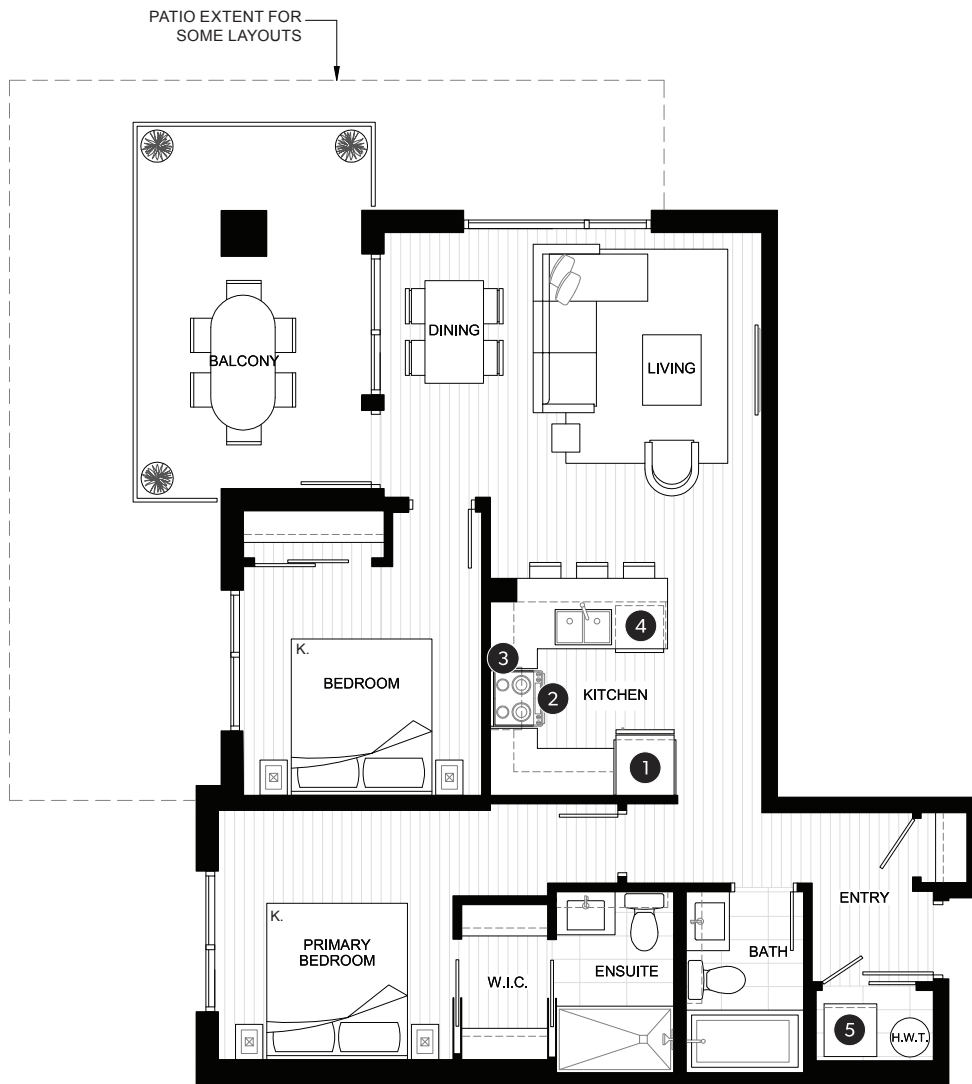 PATIO EXTENT FOR
SOME LAYOUTS
DINING
BALCONY
LIVING
4
K.
3
BEDROOM
2
KITCHEN
1
ENTRY
K.
PRIMARY
BEDROOM
BATH
ENSUITE
W.I.C.
5
H.W.T.